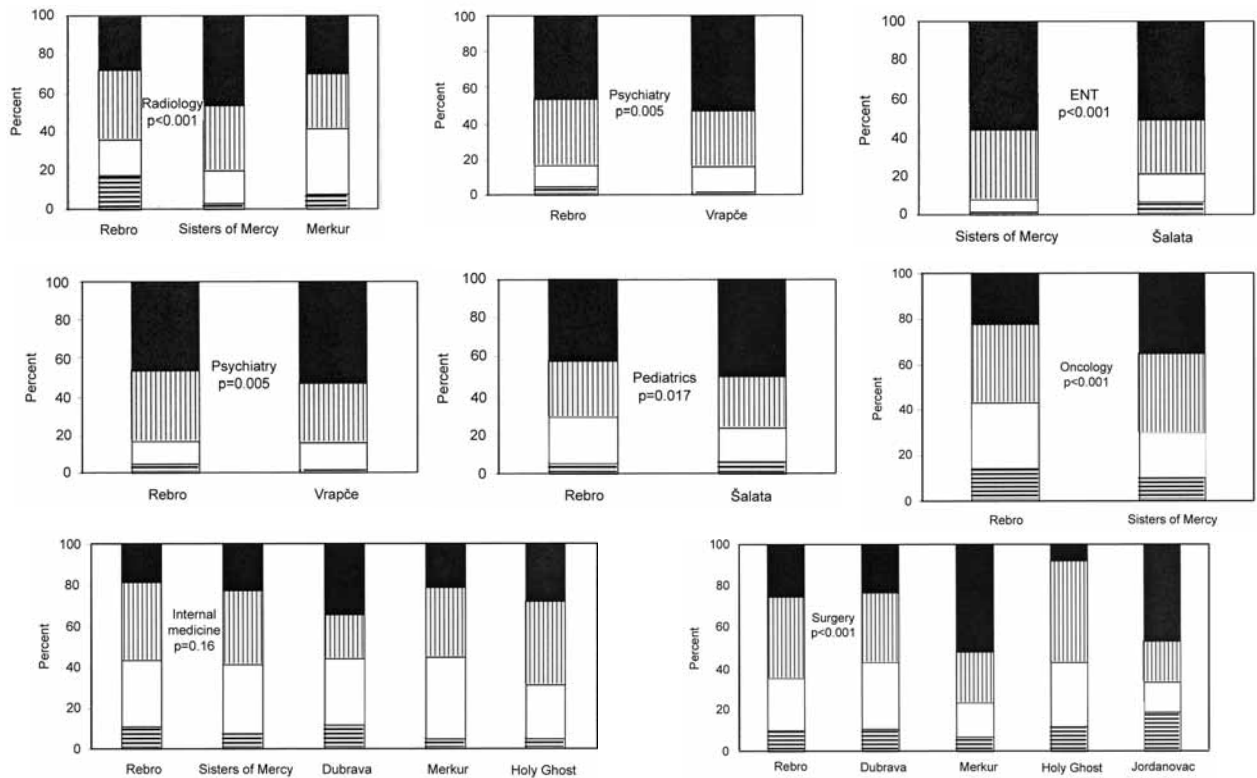 100
80
60
40
20
0
Percent
Radiology
p<0.001
Rebro Sisters of Mercy Merkur
100
80
60
40
20
0
Percent
Psychiatry
p=0.005
Rebro Vrapče
100
80
60
40
20
0
Percent
ENT
p<0.001
Sisters of Mercy Šalata
100
80
60
40
20
0
Percent
Psychiatry
p=0.005
Rebro Vrapče
100
80
60
40
20
0
Percent
Pediatrics
p=0.017
Rebro Šalata
100
80
60
40
20
0
Percent
Oncology
p<0.001
Rebro Sisters of Mercy
100
80
60
40
20
0
Percent
Internal
medicine
p=0.16
Rebro Sisters of Mercy Dubrava Merkur Holy Ghost
100
80
60
40
20
0
Percent
Surgery
p<0.001
Rebro Dubrava Merkur Holy Ghost Jordanovac